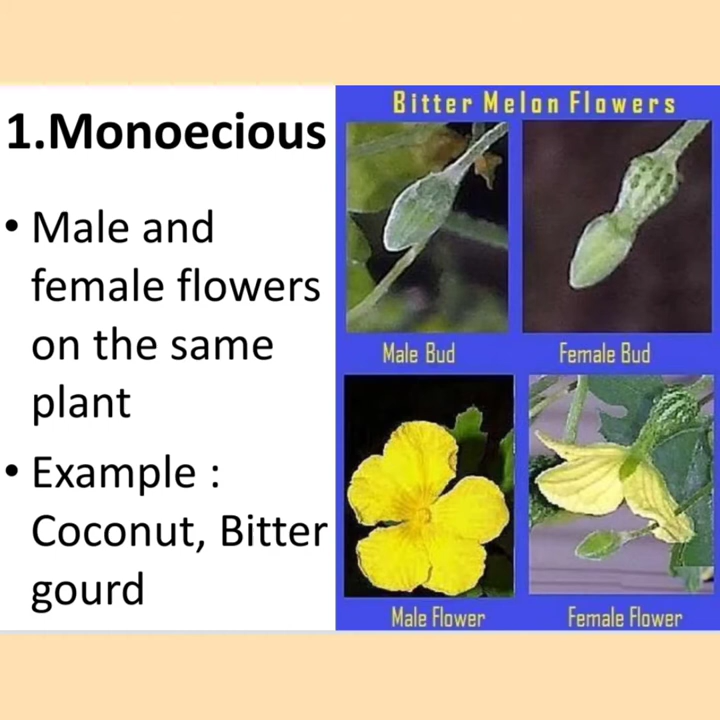 1.Monoecious
• Male and
female flowers
on the same
plant
• Example :
Coconut, Bitter
gourd
Bitter Melon Flowers
Male Bud
Female Bud
Male Flower
Female Flower